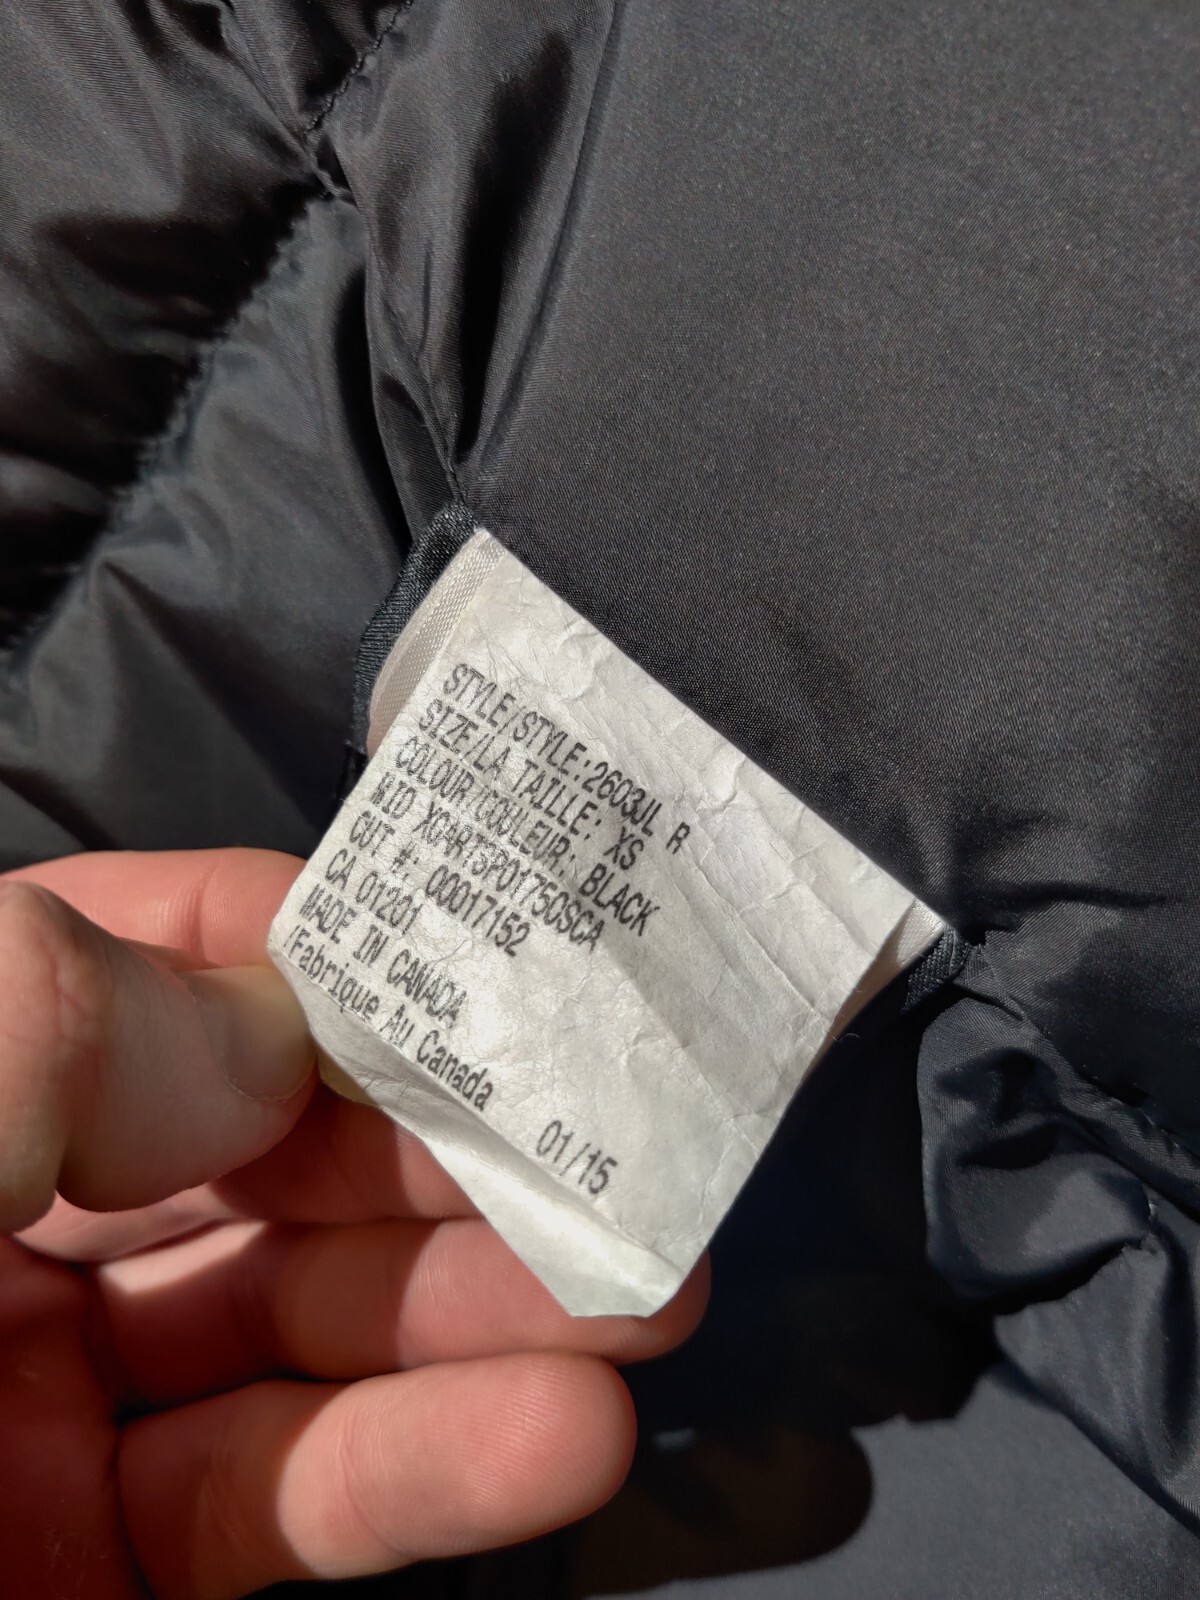 STYLE/STYLE:2603JL R
SIZE/LA TAILLE: XS
COLOUR/COULEUR: BLACK
MID XCARTSP01750SCA
CUT #: 00017152
CA 01201
MADE IN CANADA
/Fabrique Au Canada
01/15